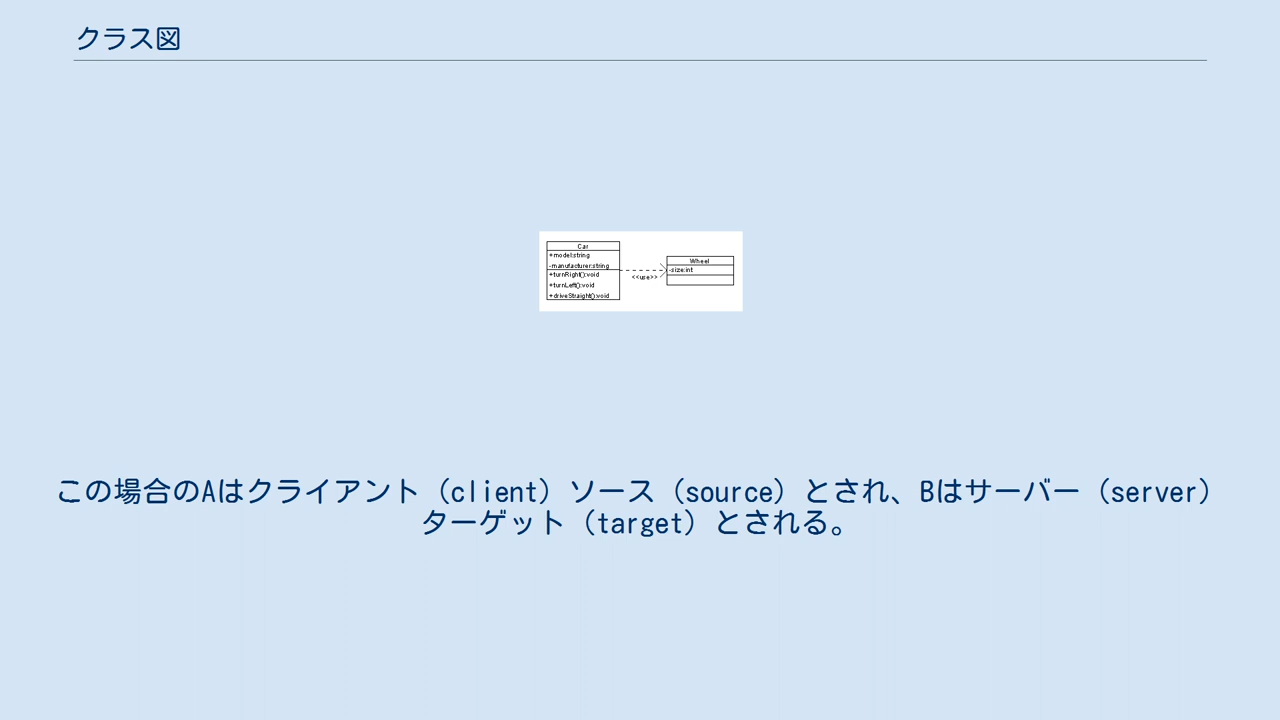 クラス図
Car
+model:string
-manufacturer:string
+turnRight():void
+turnLeft():void
+driveStraight():void
<<use>>
Wheel
-size:int
この場合のAはクライアント（client）ソース（source）とされ、Bはサーバー（server）
ターゲット（target）とされる。